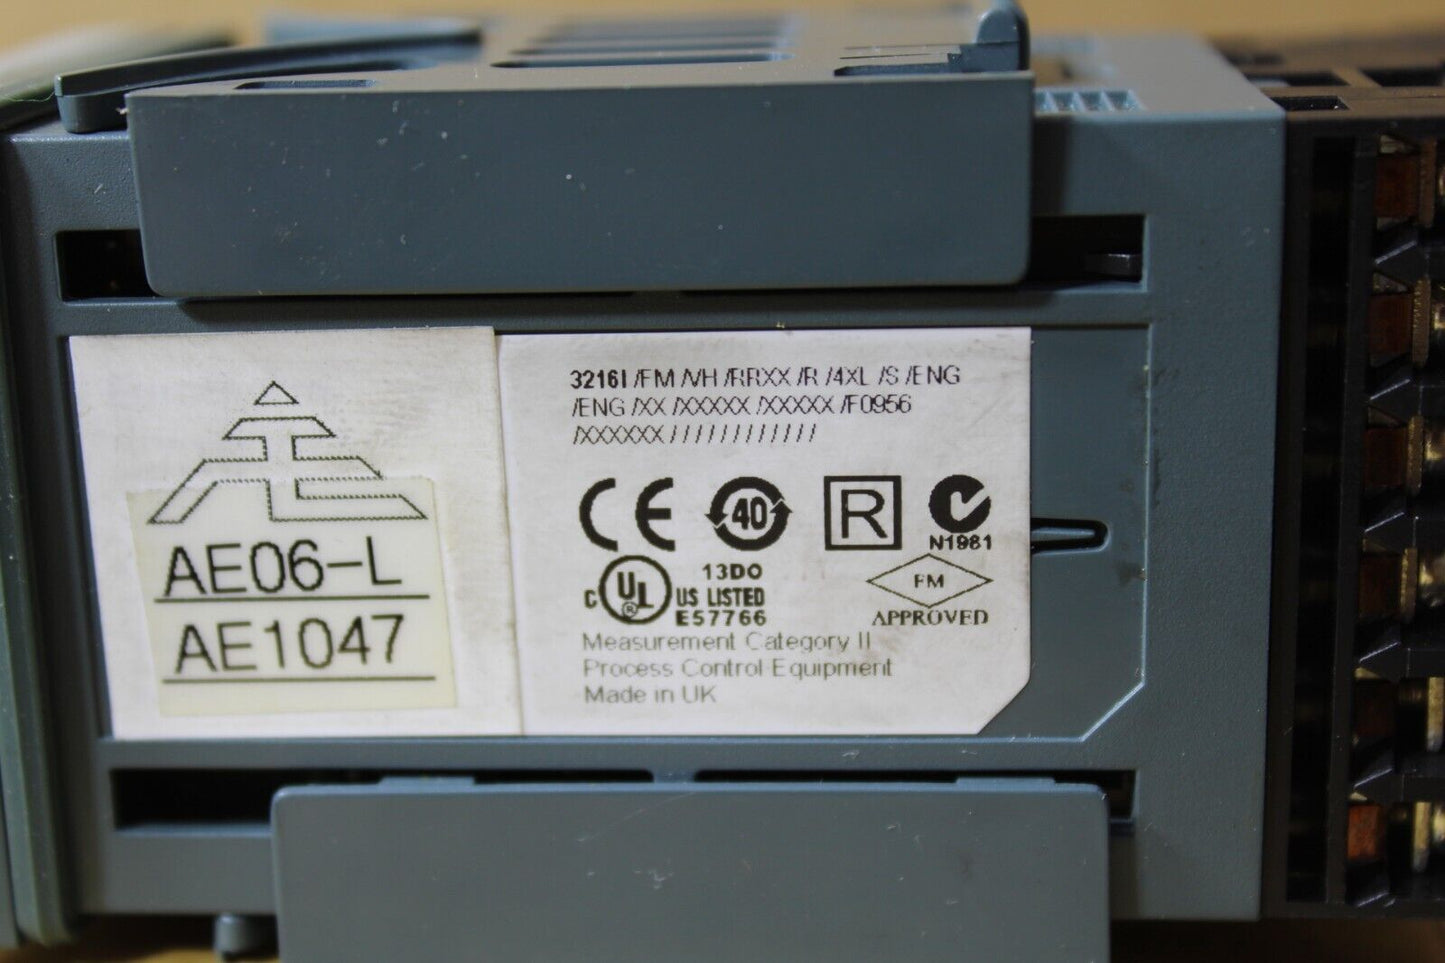 AE06-L
AE1047
3216I /FM /VH /RRXX /R /4XL /S /ENG
/ENG /XX /XXXXX /XXXXX /F0956
/XXXXXX / / / / / / / / / / / /
CE 40 R N1981
C UL ® US LISTED
13DO
E57766
FM
APPROVED
Measurement Category II
Process Control Equipment
Made in UK